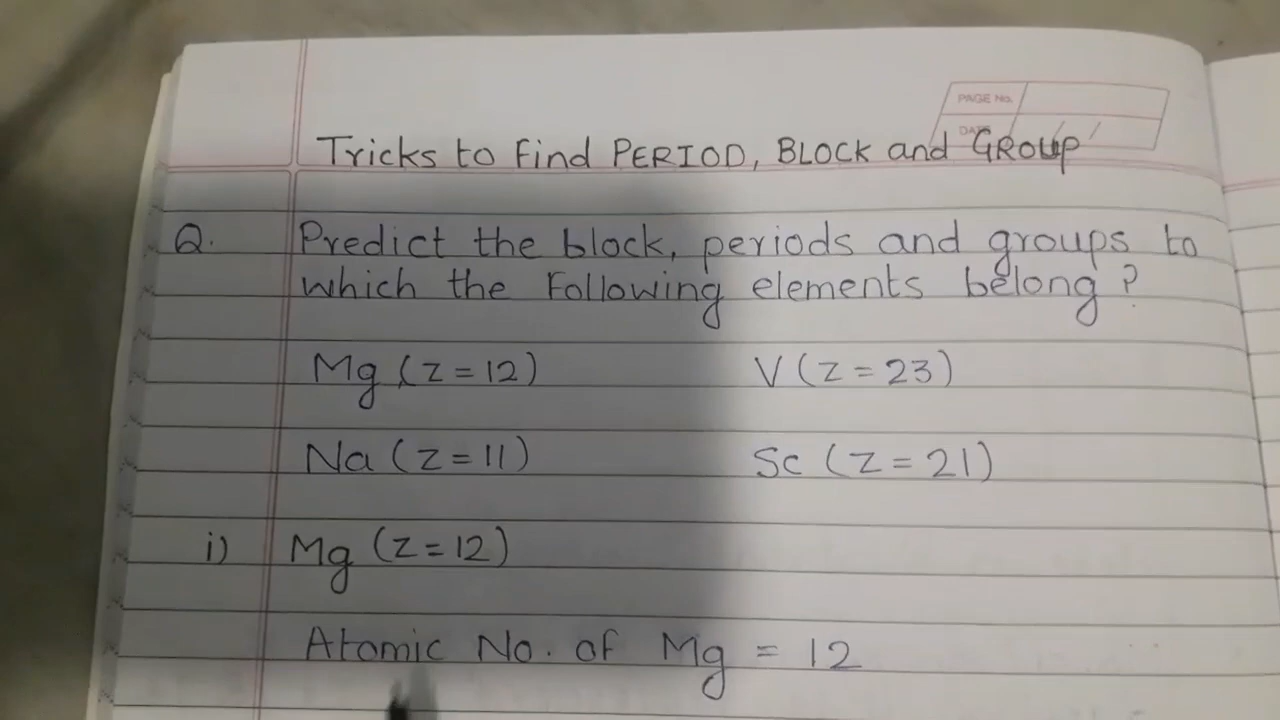 PAGE No.
DATE / /
Tricks to Find PERIOD, BLOCK and GROUP
Q. Predict the block, periods and groups to
which the Following elements belong?
Mg (Z=12) V (Z=23)
Na (Z=11) Sc (Z=21)
i) Mg (Z=12)
Atomic No. of Mg = 12